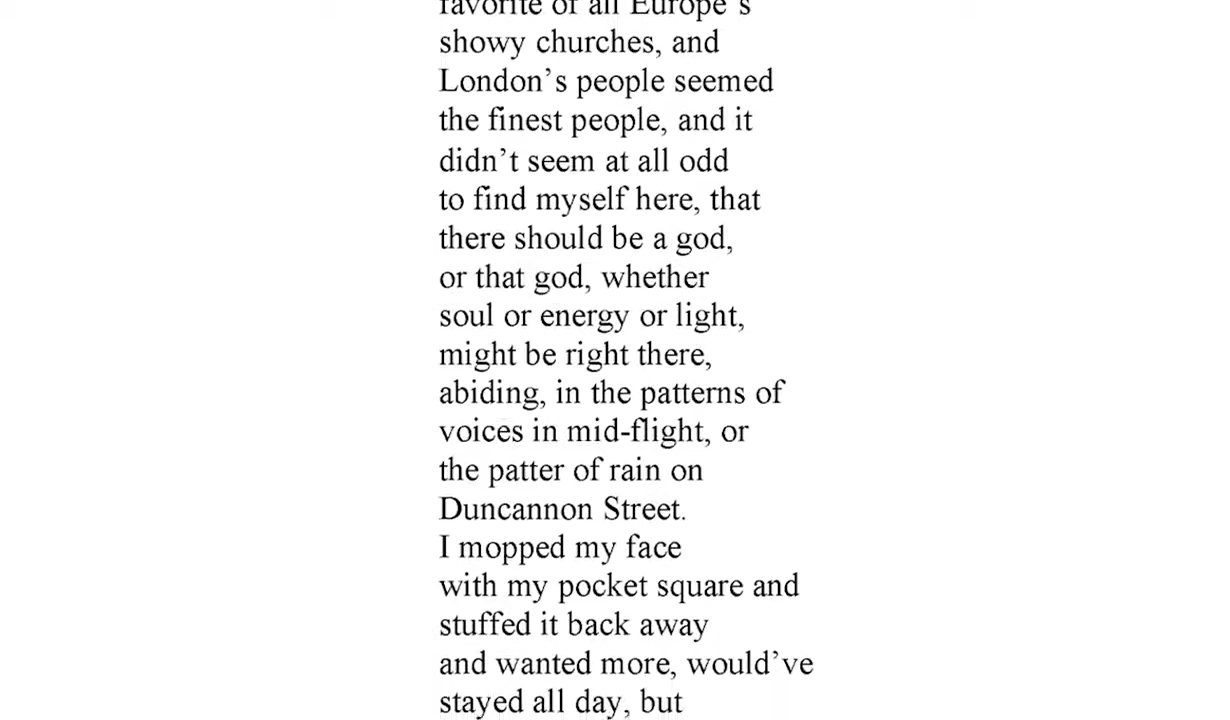 favorite of all Europe’s
showy churches, and
London’s people seemed
the finest people, and it
didn’t seem at all odd
to find myself here, that
there should be a god,
or that god, whether
soul or energy or light,
might be right there,
abiding, in the patterns of
voices in mid-flight, or
the patter of rain on
Duncannon Street.
I mopped my face
with my pocket square and
stuffed it back away
and wanted more, would’ve
stayed all day, but